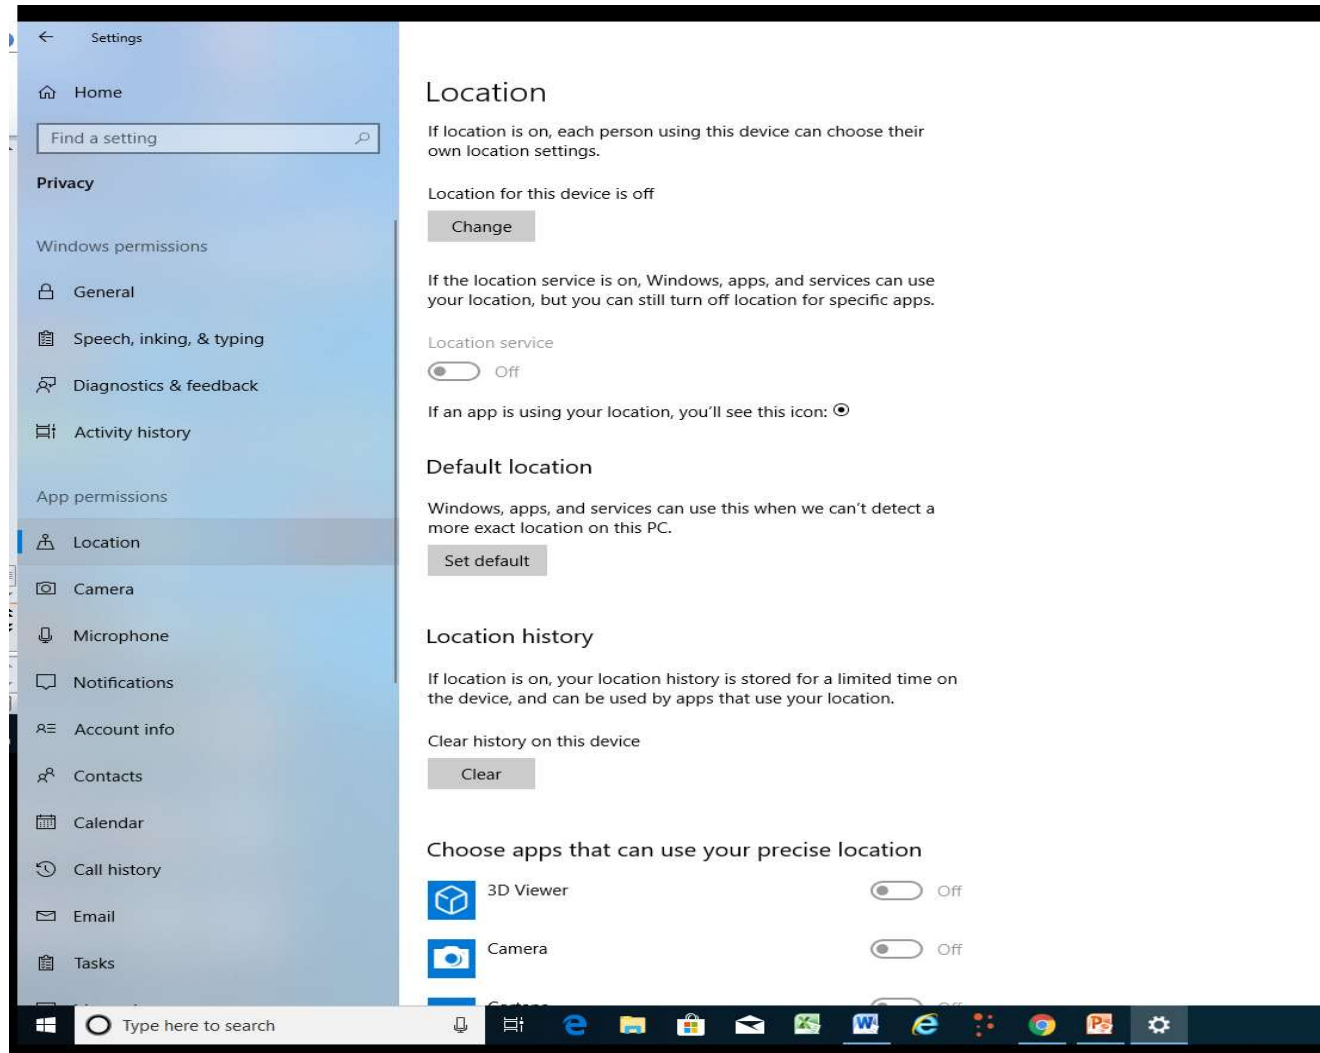 Settings
Home
Find a setting
Privacy
Windows permissions
General
Speech, inking, & typing
Diagnostics & feedback
Activity history
App permissions
Location
Camera
Microphone
Notifications
Account info
Contacts
Calendar
Call history
Email
Tasks
Location
If location is on, each person using this device can choose their
own location settings.
Location for this device is off
Change
If the location service is on, Windows, apps, and services can use
your location, but you can still turn off location for specific apps.
Location service
Off
If an app is using your location, you'll see this icon:
Default location
Windows, apps, and services can use this when we can't detect a
more exact location on this PC.
Set default
Location history
If location is on, your location history is stored for a limited time on
the device, and can be used by apps that use your location.
Clear history on this device
Clear
Choose apps that can use your precise location
3D Viewer Off
Camera Off
Type here to search